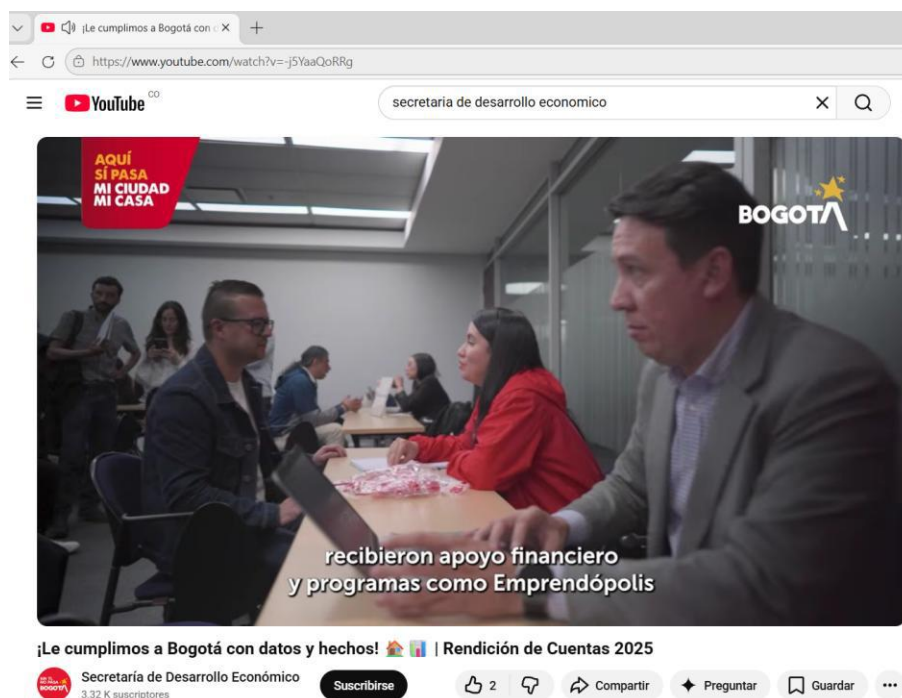 ¡Le cumplimos a Bogotá con d
https://www.youtube.com/watch?v=-j5YaaQoRRg
YouTube CO
secretaria de desarrollo economico
AQUÍ
SÍ PASA
MI CIUDAD
MI CASA
BOGOTÁ
recibieron apoyo financiero
y programas como Emprendópolis
¡Le cumplimos a Bogotá con datos y hechos! 🏠 📊 | Rendición de Cuentas 2025
Secretaría de Desarrollo Económico
3.32 K suscriptores
Suscribirse
2
Compartir
Preguntar
Guardar